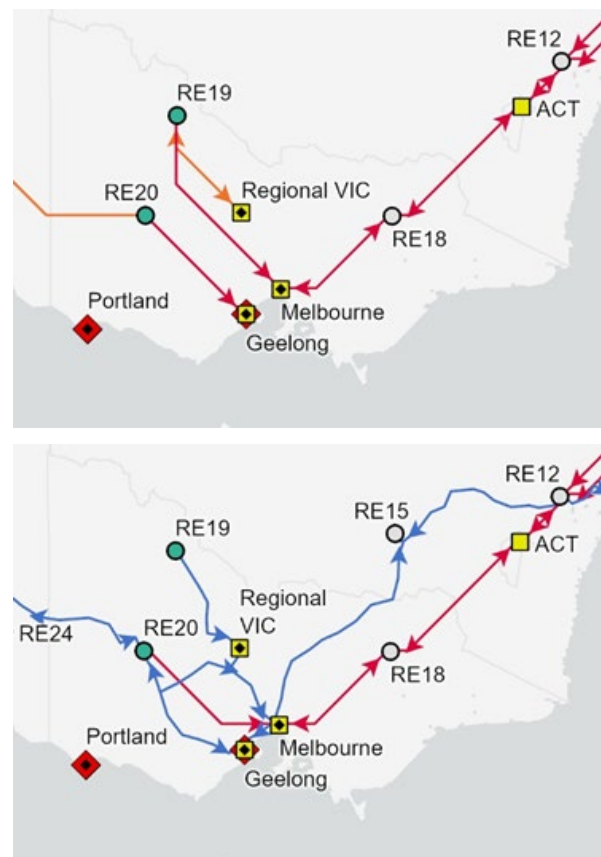 RE12
RE19
ACT
RE20
Regional VIC
RE18
Portland
Melbourne
Geelong
RE12
RE15
RE19
ACT
Regional
VIC
RE24
RE20
RE18
Portland
Melbourne
Geelong